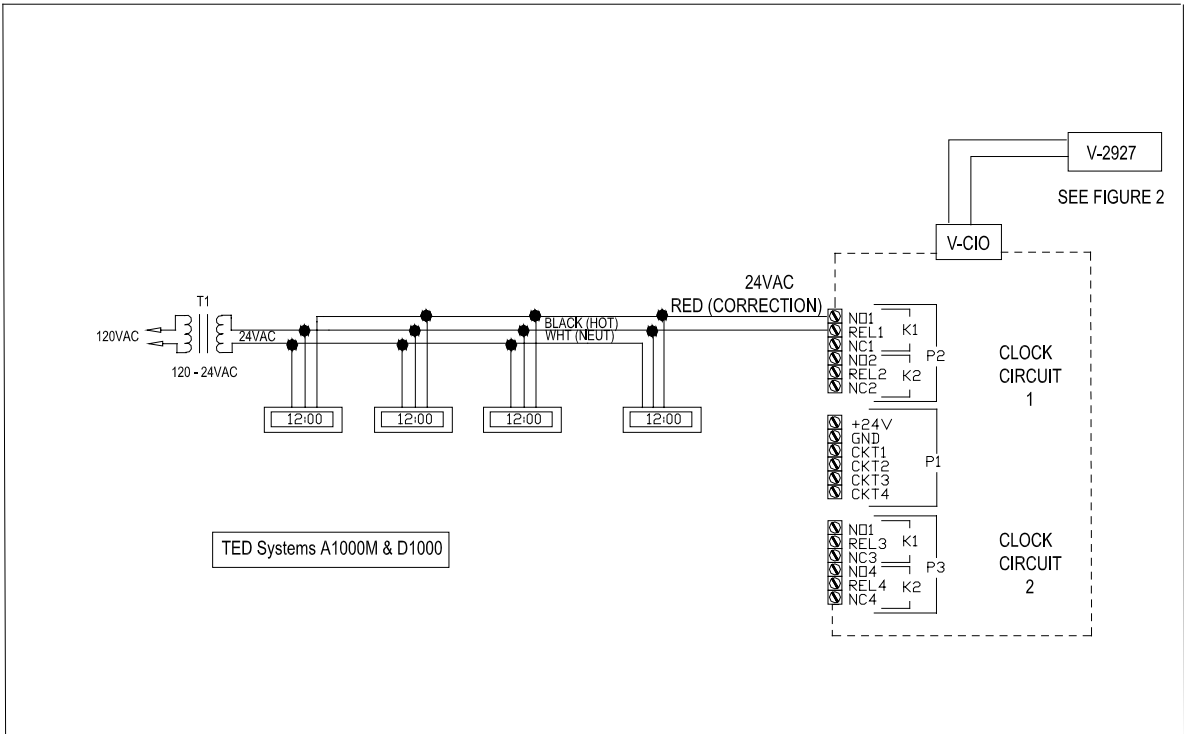 V-2927
SEE FIGURE 2
V-CIO
24VAC
RED (CORRECTION)
T1
120VAC
24VAC
120 - 24VAC
BLACK (HOT)
WHT (NEUT)
12:00
12:00
12:00
12:00
NO1
REL1
NC1
NO2
REL2
NC2
K1
K2
P2
CLOCK
CIRCUIT
1
+24V
GND
CKT1
CKT2
CKT3
CKT4
P1
TED Systems A1000M & D1000
NO1
REL3
NC3
NO4
REL4
NC4
K1
K2
P3
CLOCK
CIRCUIT
2